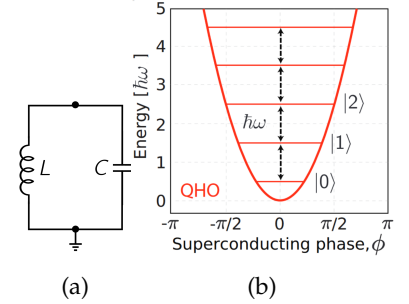 L
C
(a)
Energy [ħω]
5
4
3
2
1
0
|2⟩
ħω
|1⟩
|0⟩
QHO
-π
-π/2
0
π/2
π
Superconducting phase, ϕ
(b)